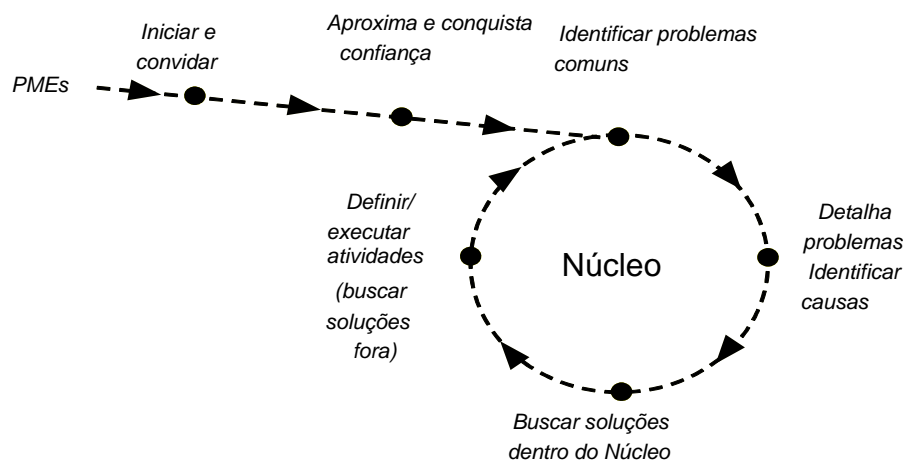 Iniciar e
convidar
Aproxima e conquista
confiança
Identificar problemas
comuns
PMEs
Definir/
executar
atividades
(buscar
soluções
fora)
Núcleo
Detalha
problemas
Identificar
causas
Buscar soluções
dentro do Núcleo